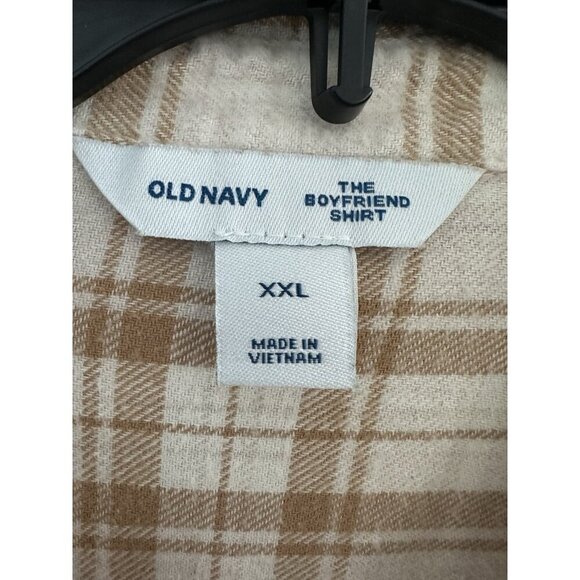 OLD NAVY
THE
BOYFRIEND
SHIRT
XXL
MADE IN
VIETNAM